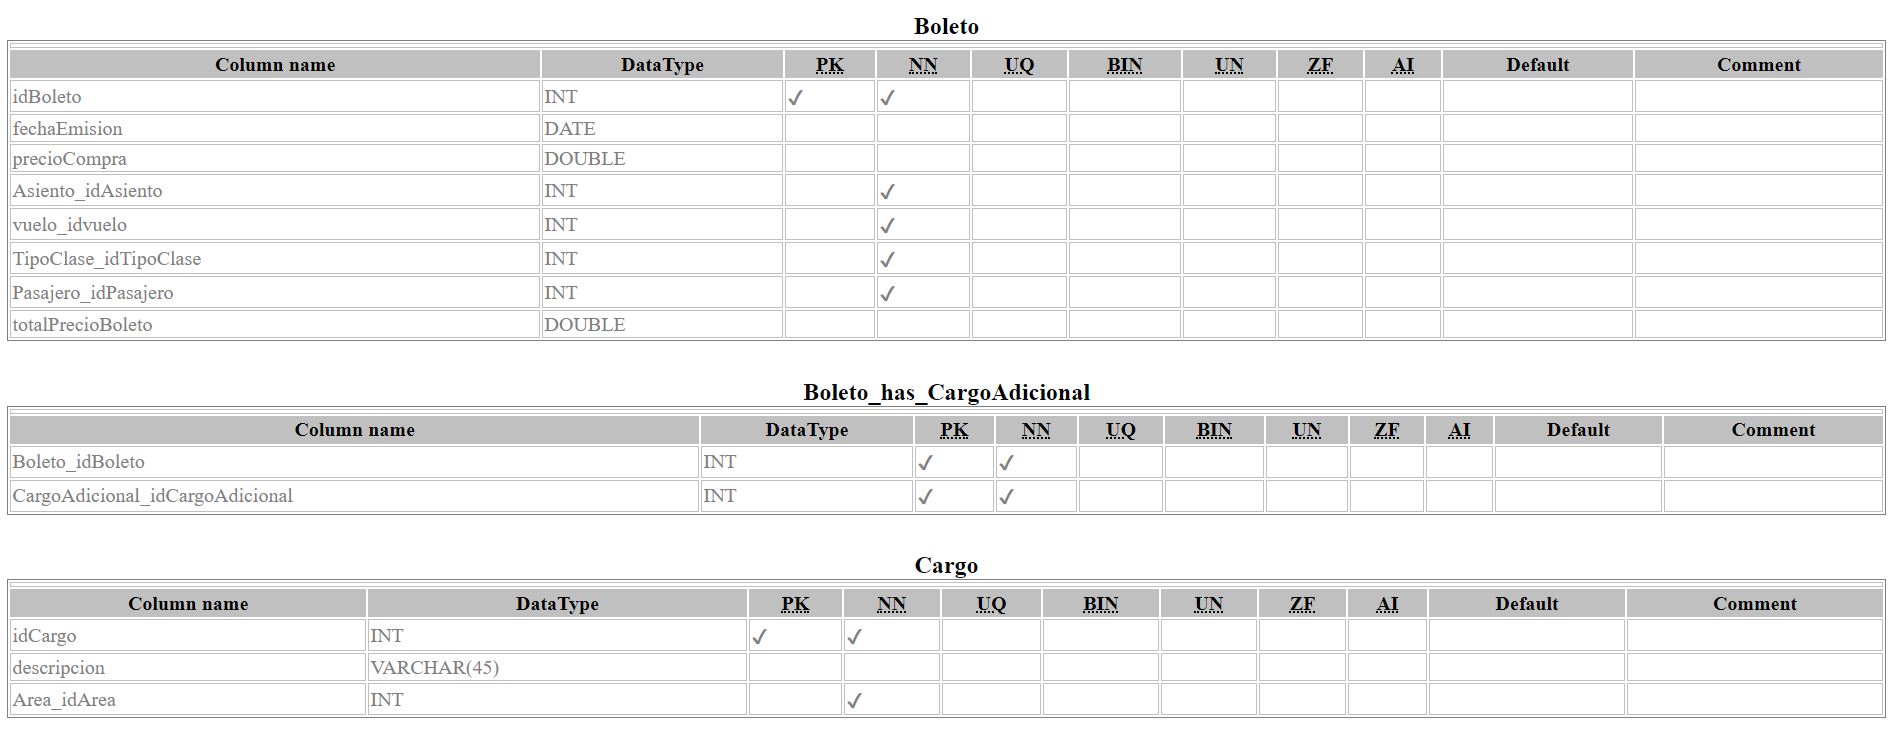 Boleto
Column name DataType PK NN UQ BIN UN ZF AI Default Comment
idBoleto INT ✓ ✓
fechaEmision DATE
precioCompra DOUBLE
Asiento_idAsiento INT ✓
vuelo_idvuelo INT ✓
TipoClase_idTipoClase INT ✓
Pasajero_idPasajero INT ✓
totalPrecioBoleto DOUBLE
Boleto_has_CargoAdicional
Column name DataType PK NN UQ BIN UN ZF AI Default Comment
Boleto_idBoleto INT ✓ ✓
CargoAdicional_idCargoAdicional INT ✓ ✓
Cargo
Column name DataType PK NN UQ BIN UN ZF AI Default Comment
idCargo INT ✓ ✓
descripcion VARCHAR(45)
Area_idArea INT ✓